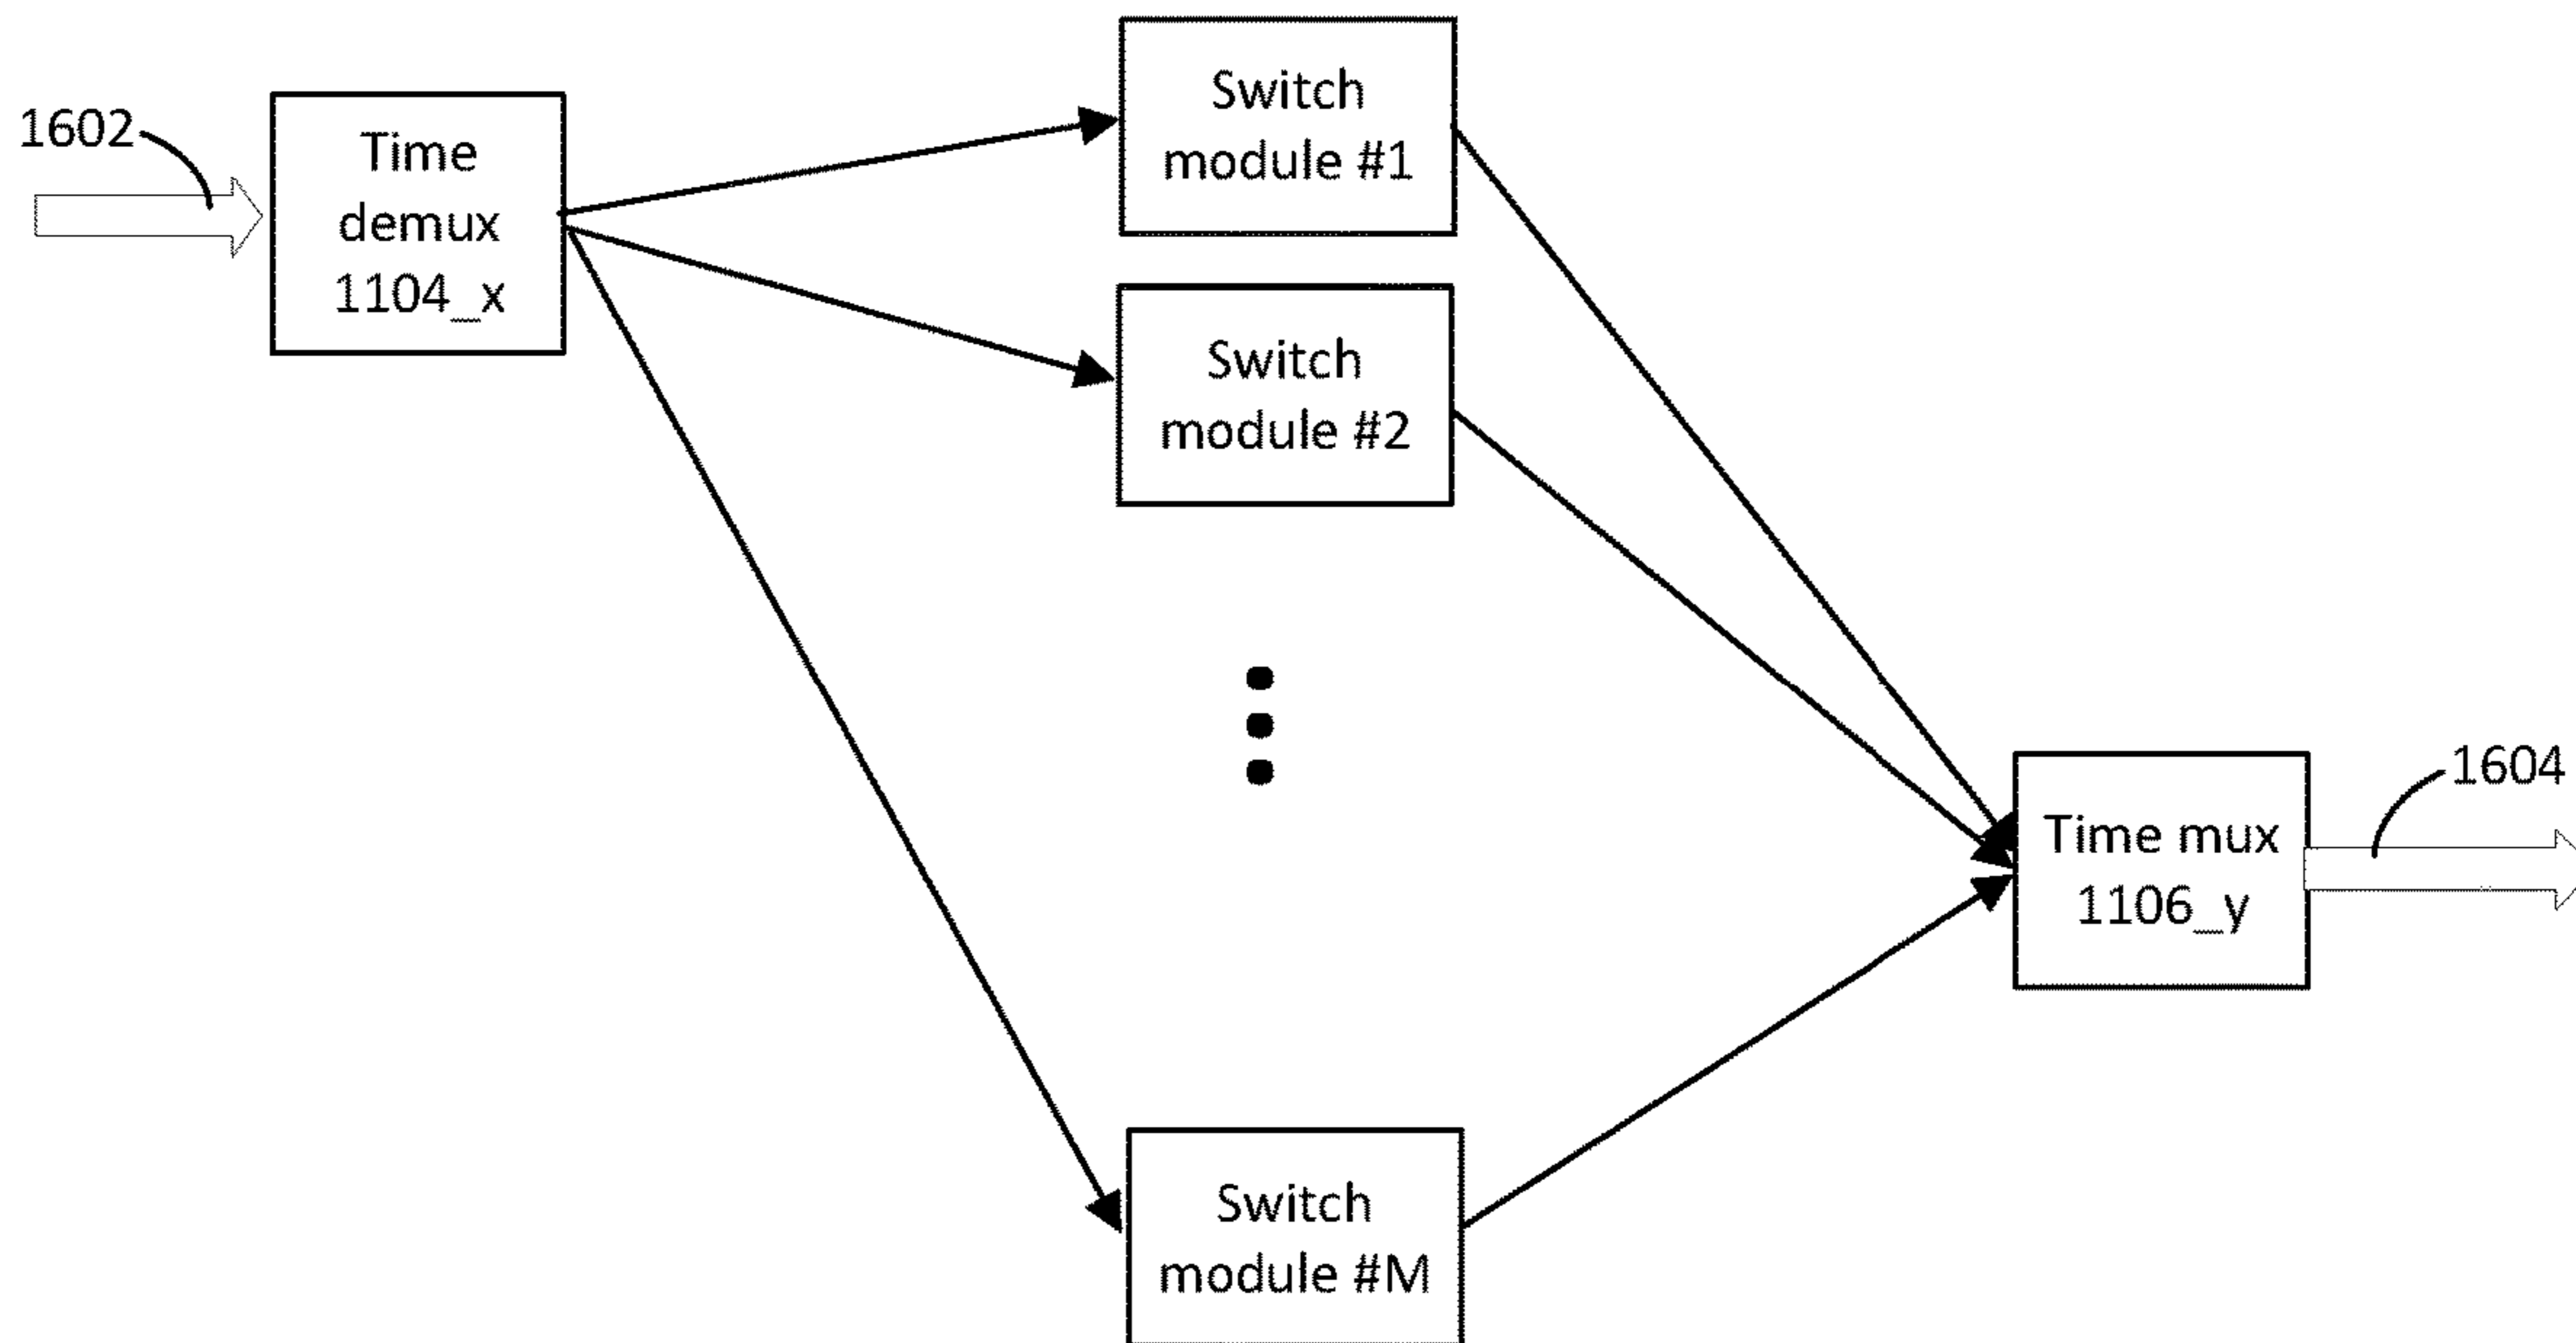 1602
Time
demux
1104_x
Switch
module #1
Switch
module #2
Switch
module #M
Time mux
1106_y
1604